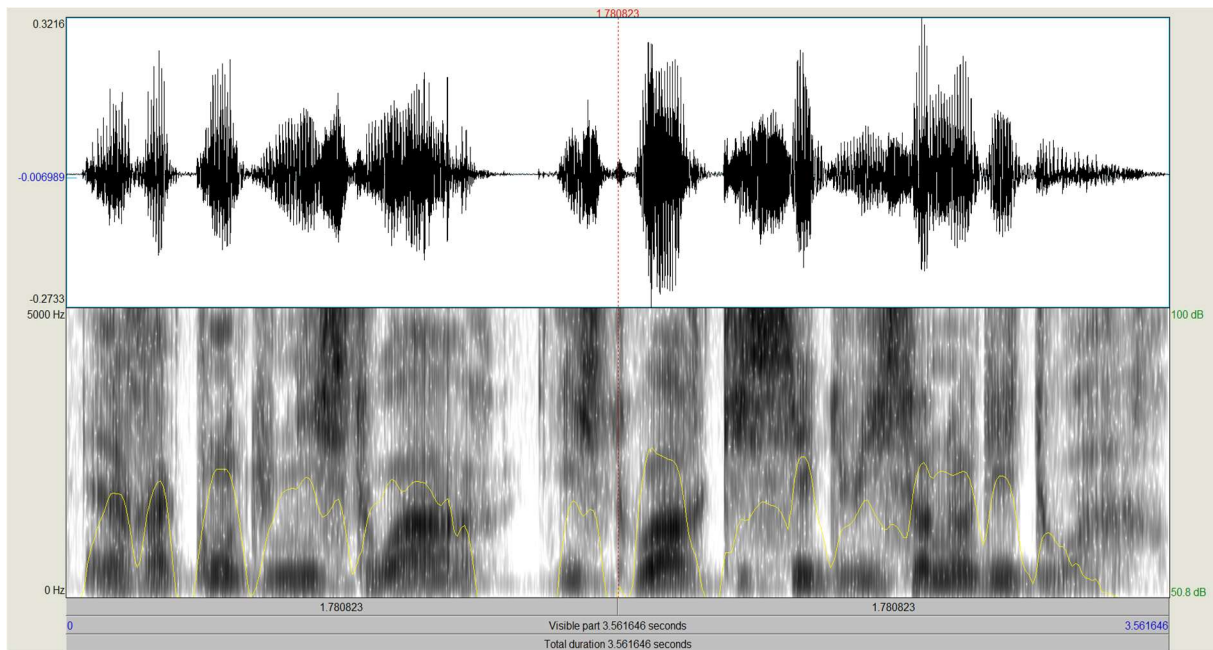 1.780823
0.3216
-0.006989
-0.2733
5000 Hz
100 dB
0 Hz
50.8 dB
1.780823 1.780823
0 Visible part 3.561646 seconds 3.561646
Total duration 3.561646 seconds